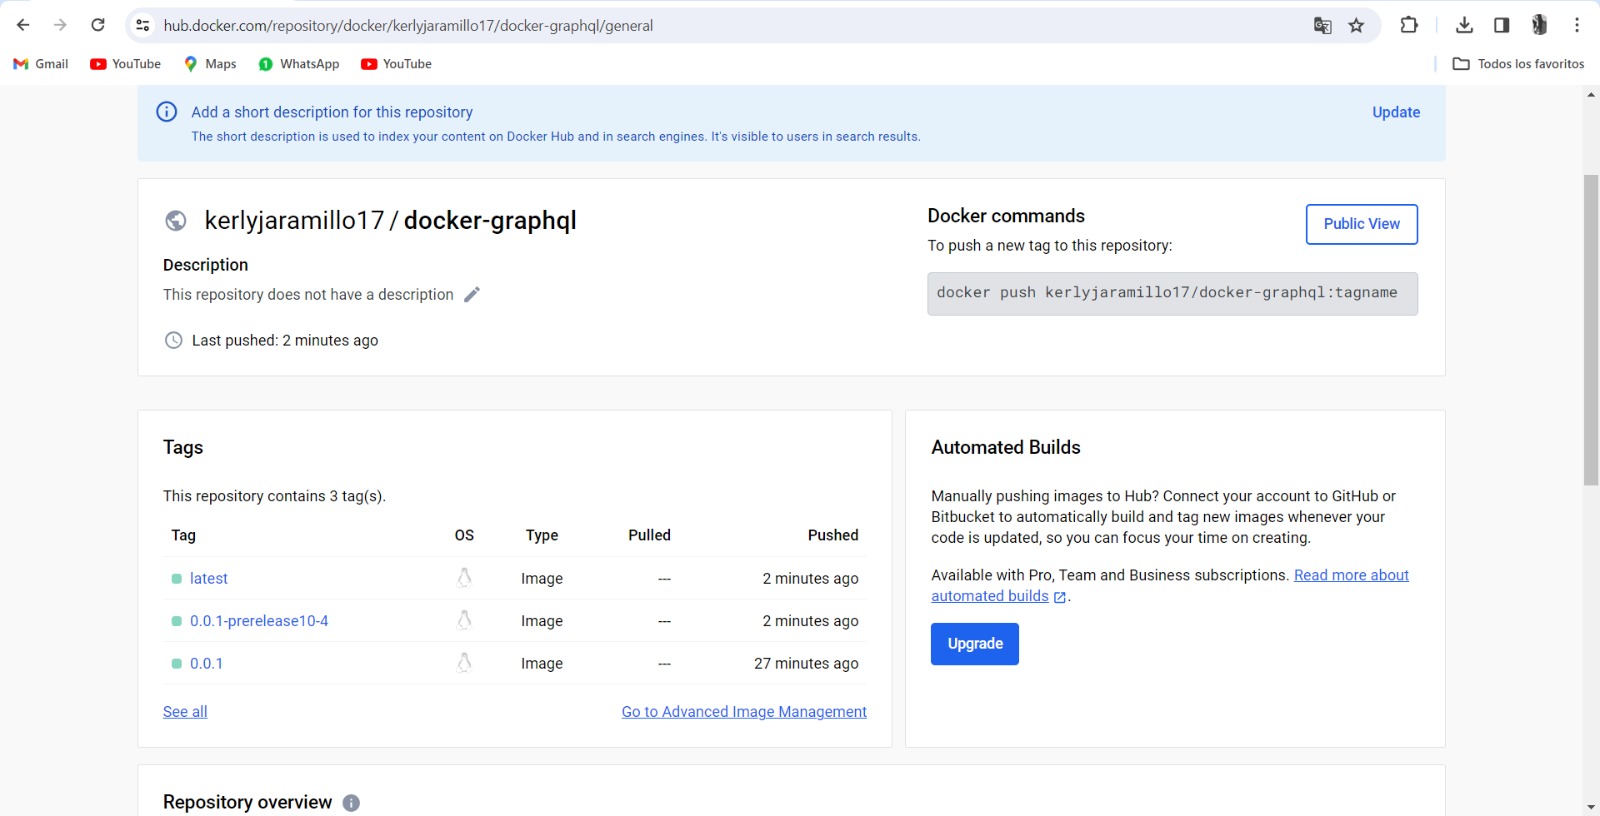 hub.docker.com/repository/docker/kerlyjaramillo17/docker-graphql/general
Gmail YouTube Maps 1 WhatsApp YouTube Todos los favoritos
Add a short description for this repository Update
The short description is used to index your content on Docker Hub and in search engines. It's visible to users in search results.
kerlyjaramillo17 / docker-graphql
Description
This repository does not have a description
Last pushed: 2 minutes ago
Docker commands
To push a new tag to this repository:
Public View
docker push kerlyjaramillo17/docker-graphql:tagname
Tags
This repository contains 3 tag(s).
Tag OS Type Pulled Pushed
latest Image --- 2 minutes ago
0.0.1-prerelease10-4 Image --- 2 minutes ago
0.0.1 Image --- 27 minutes ago
See all Go to Advanced Image Management
Automated Builds
Manually pushing images to Hub? Connect your account to GitHub or
Bitbucket to automatically build and tag new images whenever your
code is updated, so you can focus your time on creating.
Available with Pro, Team and Business subscriptions. Read more about
automated builds .
Upgrade
Repository overview